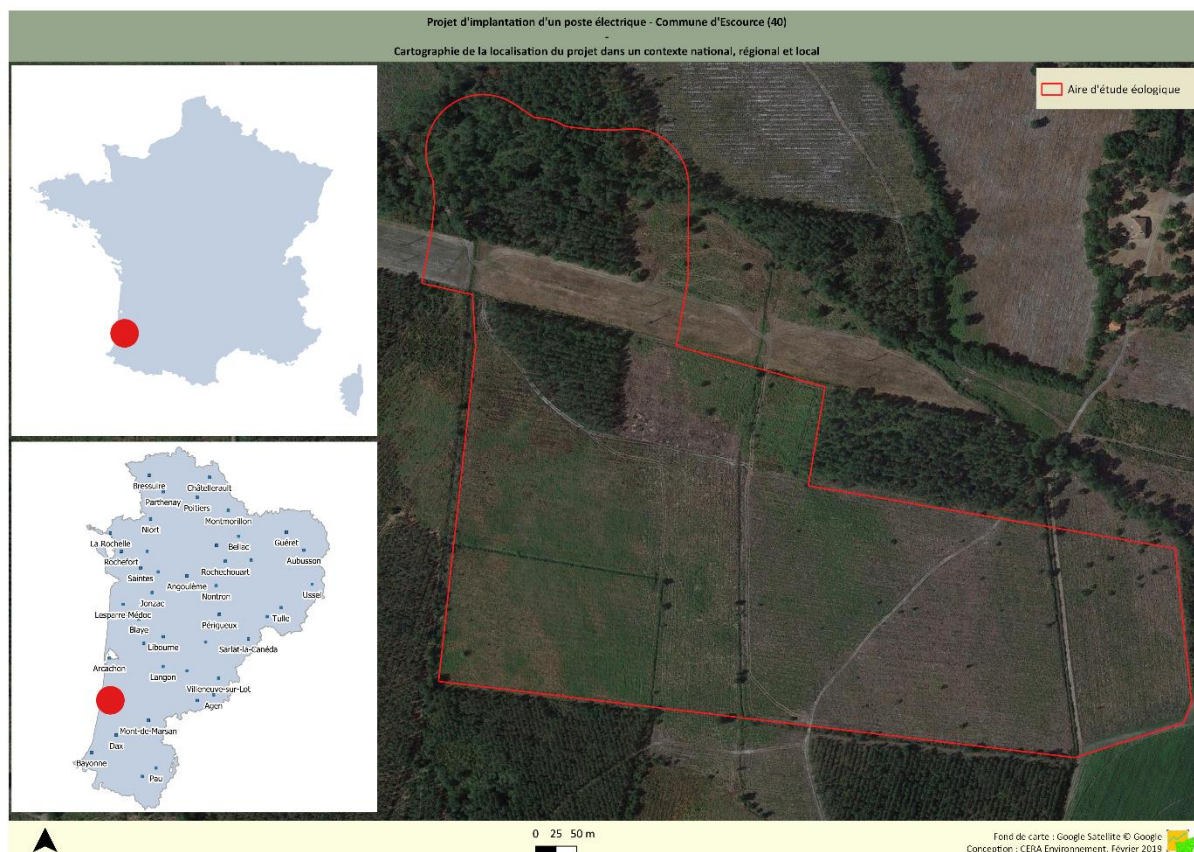 Projet d'implantation d'un poste électrique - Commune d'Escource (40)
-
Cartographie de la localisation du projet dans un contexte national, régional et local
Aire d'étude éologique
Bressuire
Châtellerault
Parthenay
Poitiers
Montmorillon
Niort
La Rochelle
Bellac
Guéret
Rochefort
Aubusson
Saintes
Rochechouart
Angoulême
Nontron
Ussel
Jonzac
Lesparre-Médoc
Périgueux
Tulle
Blaye
Libourne
Sarlat-la-Canéda
Arcachon
Langon
Villeneuve-sur-Lot
Agen
Mont-de-Marsan
Dax
Bayonne
Pau
0 25 50 m
Fond de carte : Google Satellite © Google
Conception : CERA Environnement, Février 2019